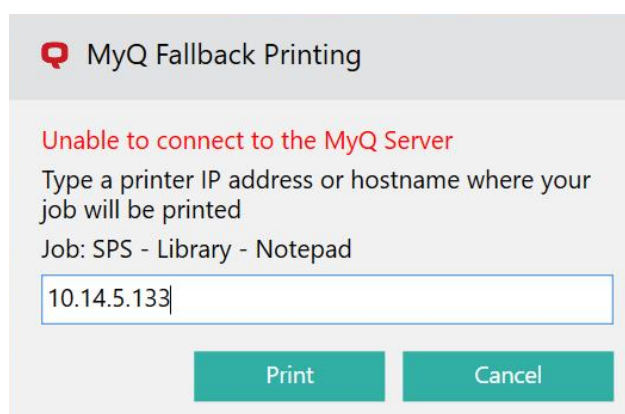 MyQ Fallback Printing
Unable to connect to the MyQ Server
Type a printer IP address or hostname where your
job will be printed
Job: SPS - Library - Notepad
10.14.5.133
Print
Cancel